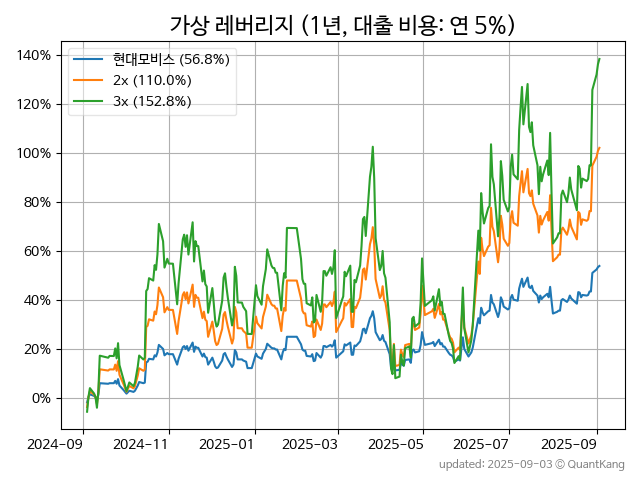 가상 레버리지 (1년, 대출 비용: 연 5%)
현대모비스 (56.8%)
2x (110.0%)
3x (152.8%)
140%
120%
100%
80%
60%
40%
20%
0%
2024-09 2024-11 2025-01 2025-03 2025-05 2025-07 2025-09
updated: 2025-09-03 © QuantKang